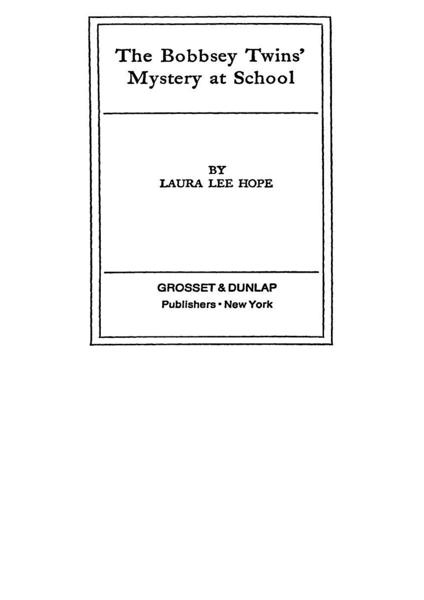 The Bobbsey Twins’
Mystery at School
BY
LAURA LEE HOPE
GROSSET & DUNLAP
Publishers • New York